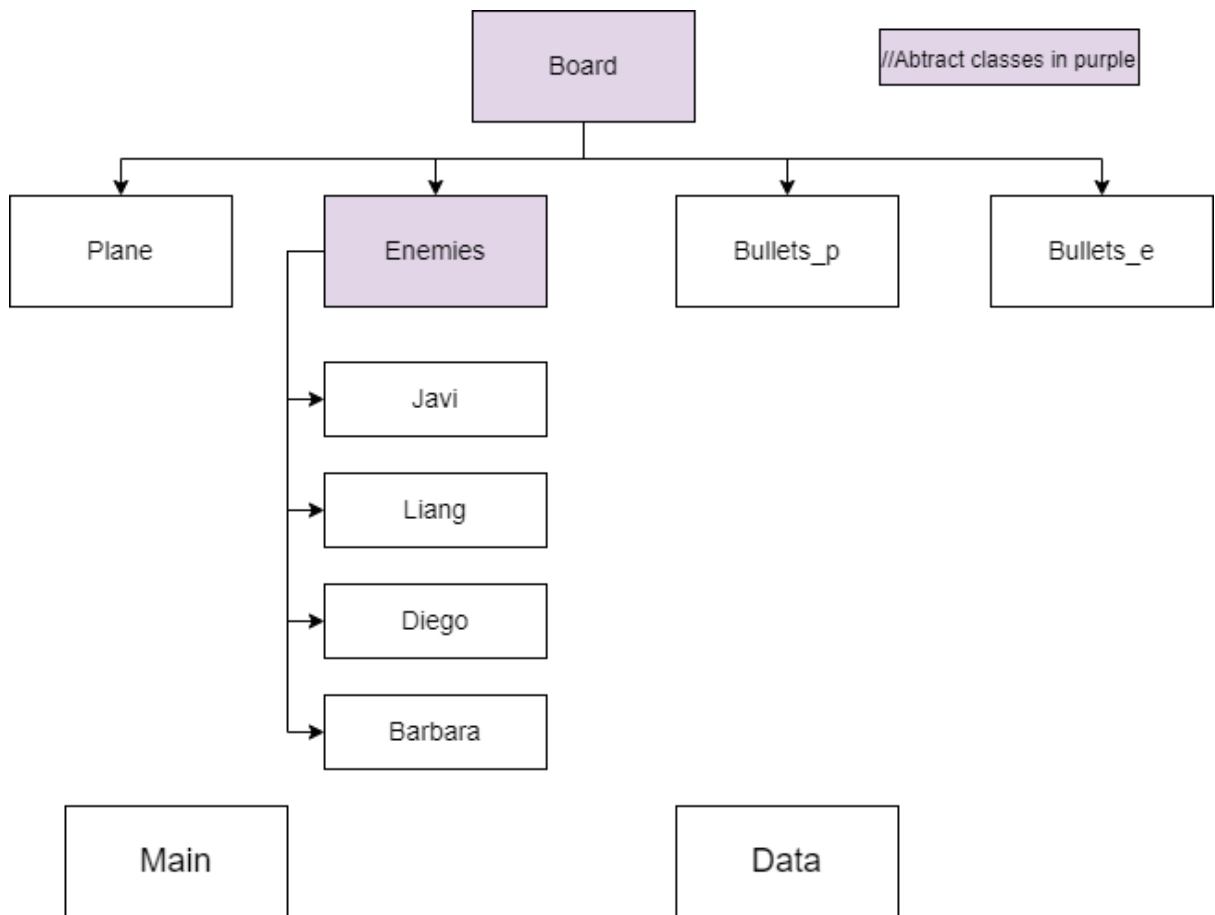 Board
//Abtract classes in purple
Plane
Enemies
Bullets_p
Bullets_e
Javi
Liang
Diego
Barbara
Main
Data